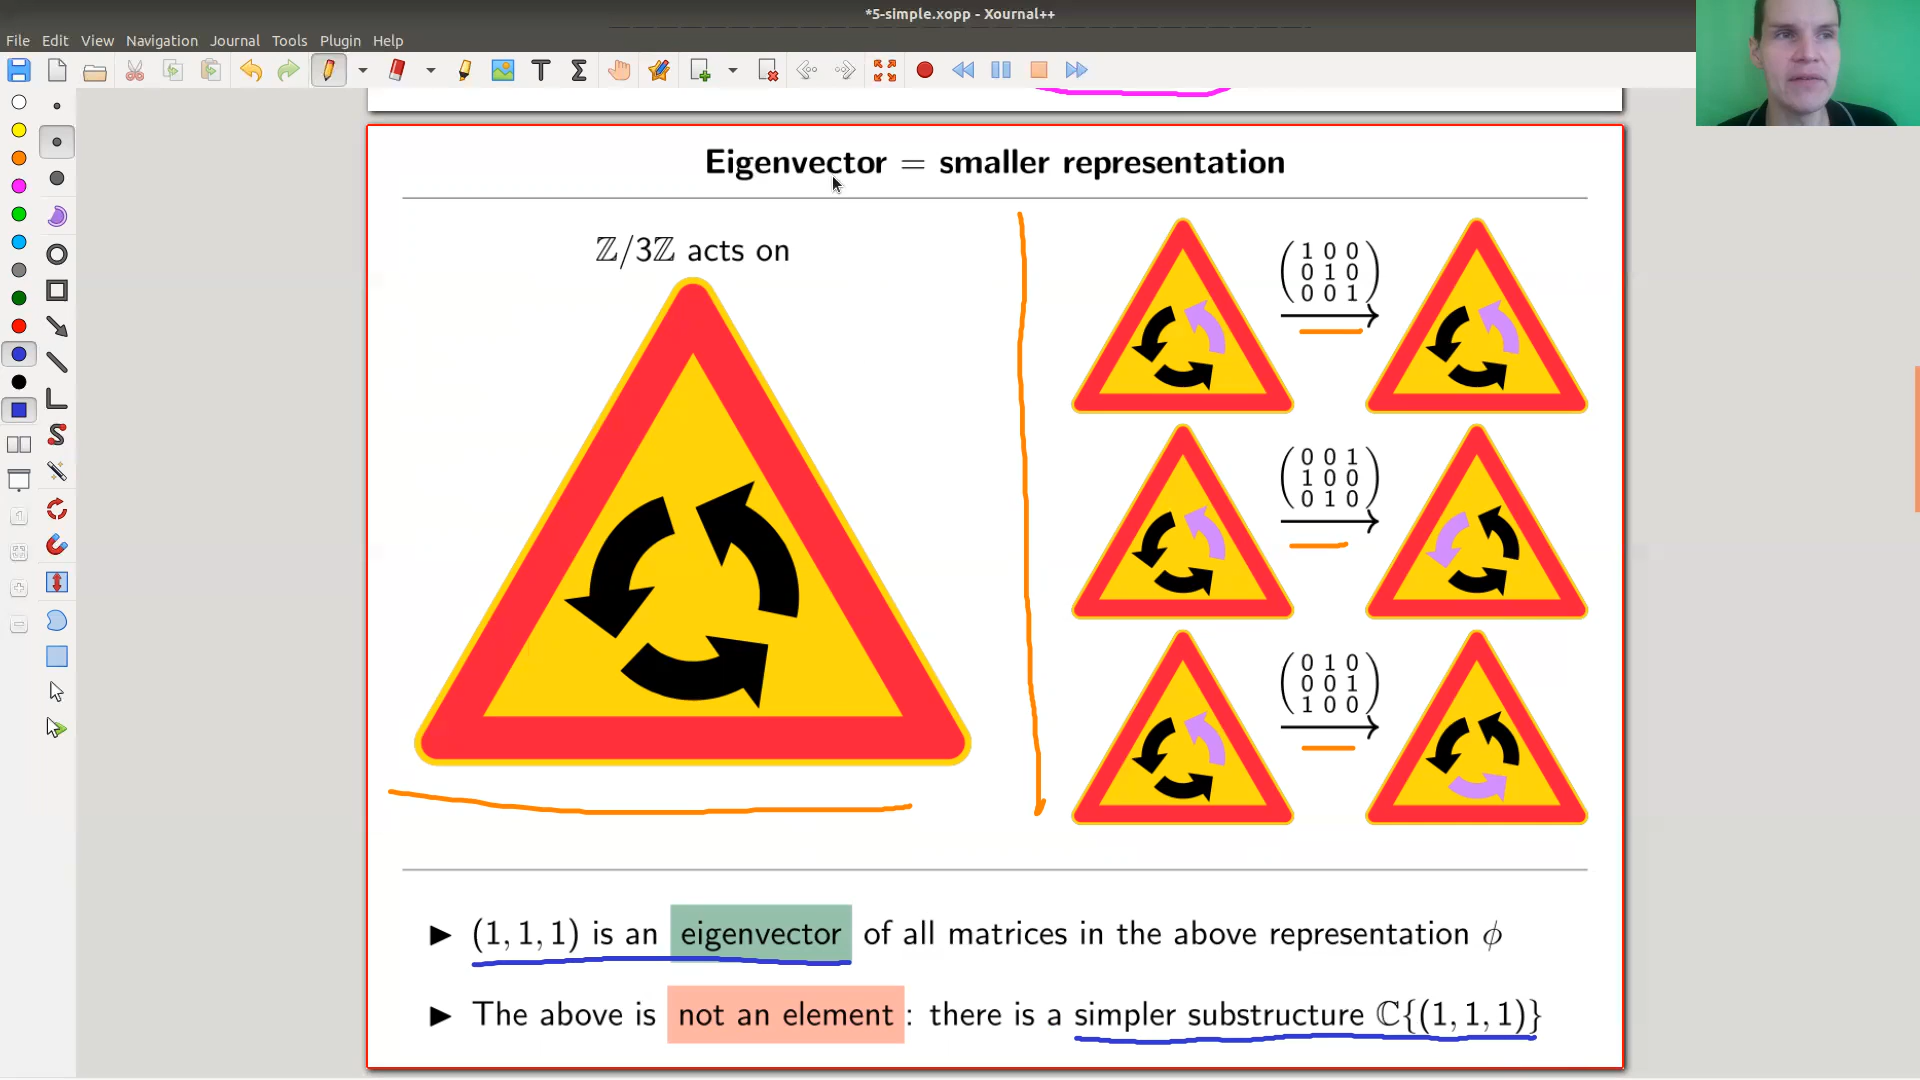 *5-simple.xopp - Xournal++
File Edit View Navigation Journal Tools Plugin Help
Eigenvector = smaller representation
ℤ/3ℤ acts on
1 0 0
0 1 0
0 0 1
0 0 1
1 0 0
0 1 0
0 1 0
0 0 1
1 0 0
▶ (1, 1, 1) is an eigenvector of all matrices in the above representation ϕ
▶ The above is not an element : there is a simpler substructure ℂ{(1, 1, 1)}